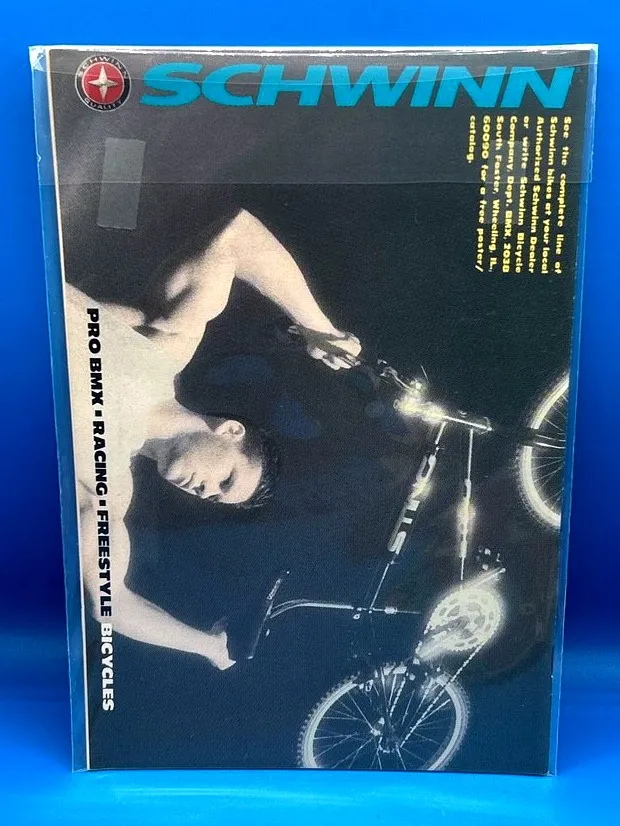 SCHWINN
QUALITY
SCHWINN
See the complete line of
Schwinn bikes at your local
Authorized Schwinn Dealer
or write Schwinn Bicycle
Company, Dept. BMX, 2038
South Foster, Wheeling, IL,
60090 for a free poster/
catalog.
STING
PRO BMX ▪ RACING ▪ FREESTYLE BICYCLES